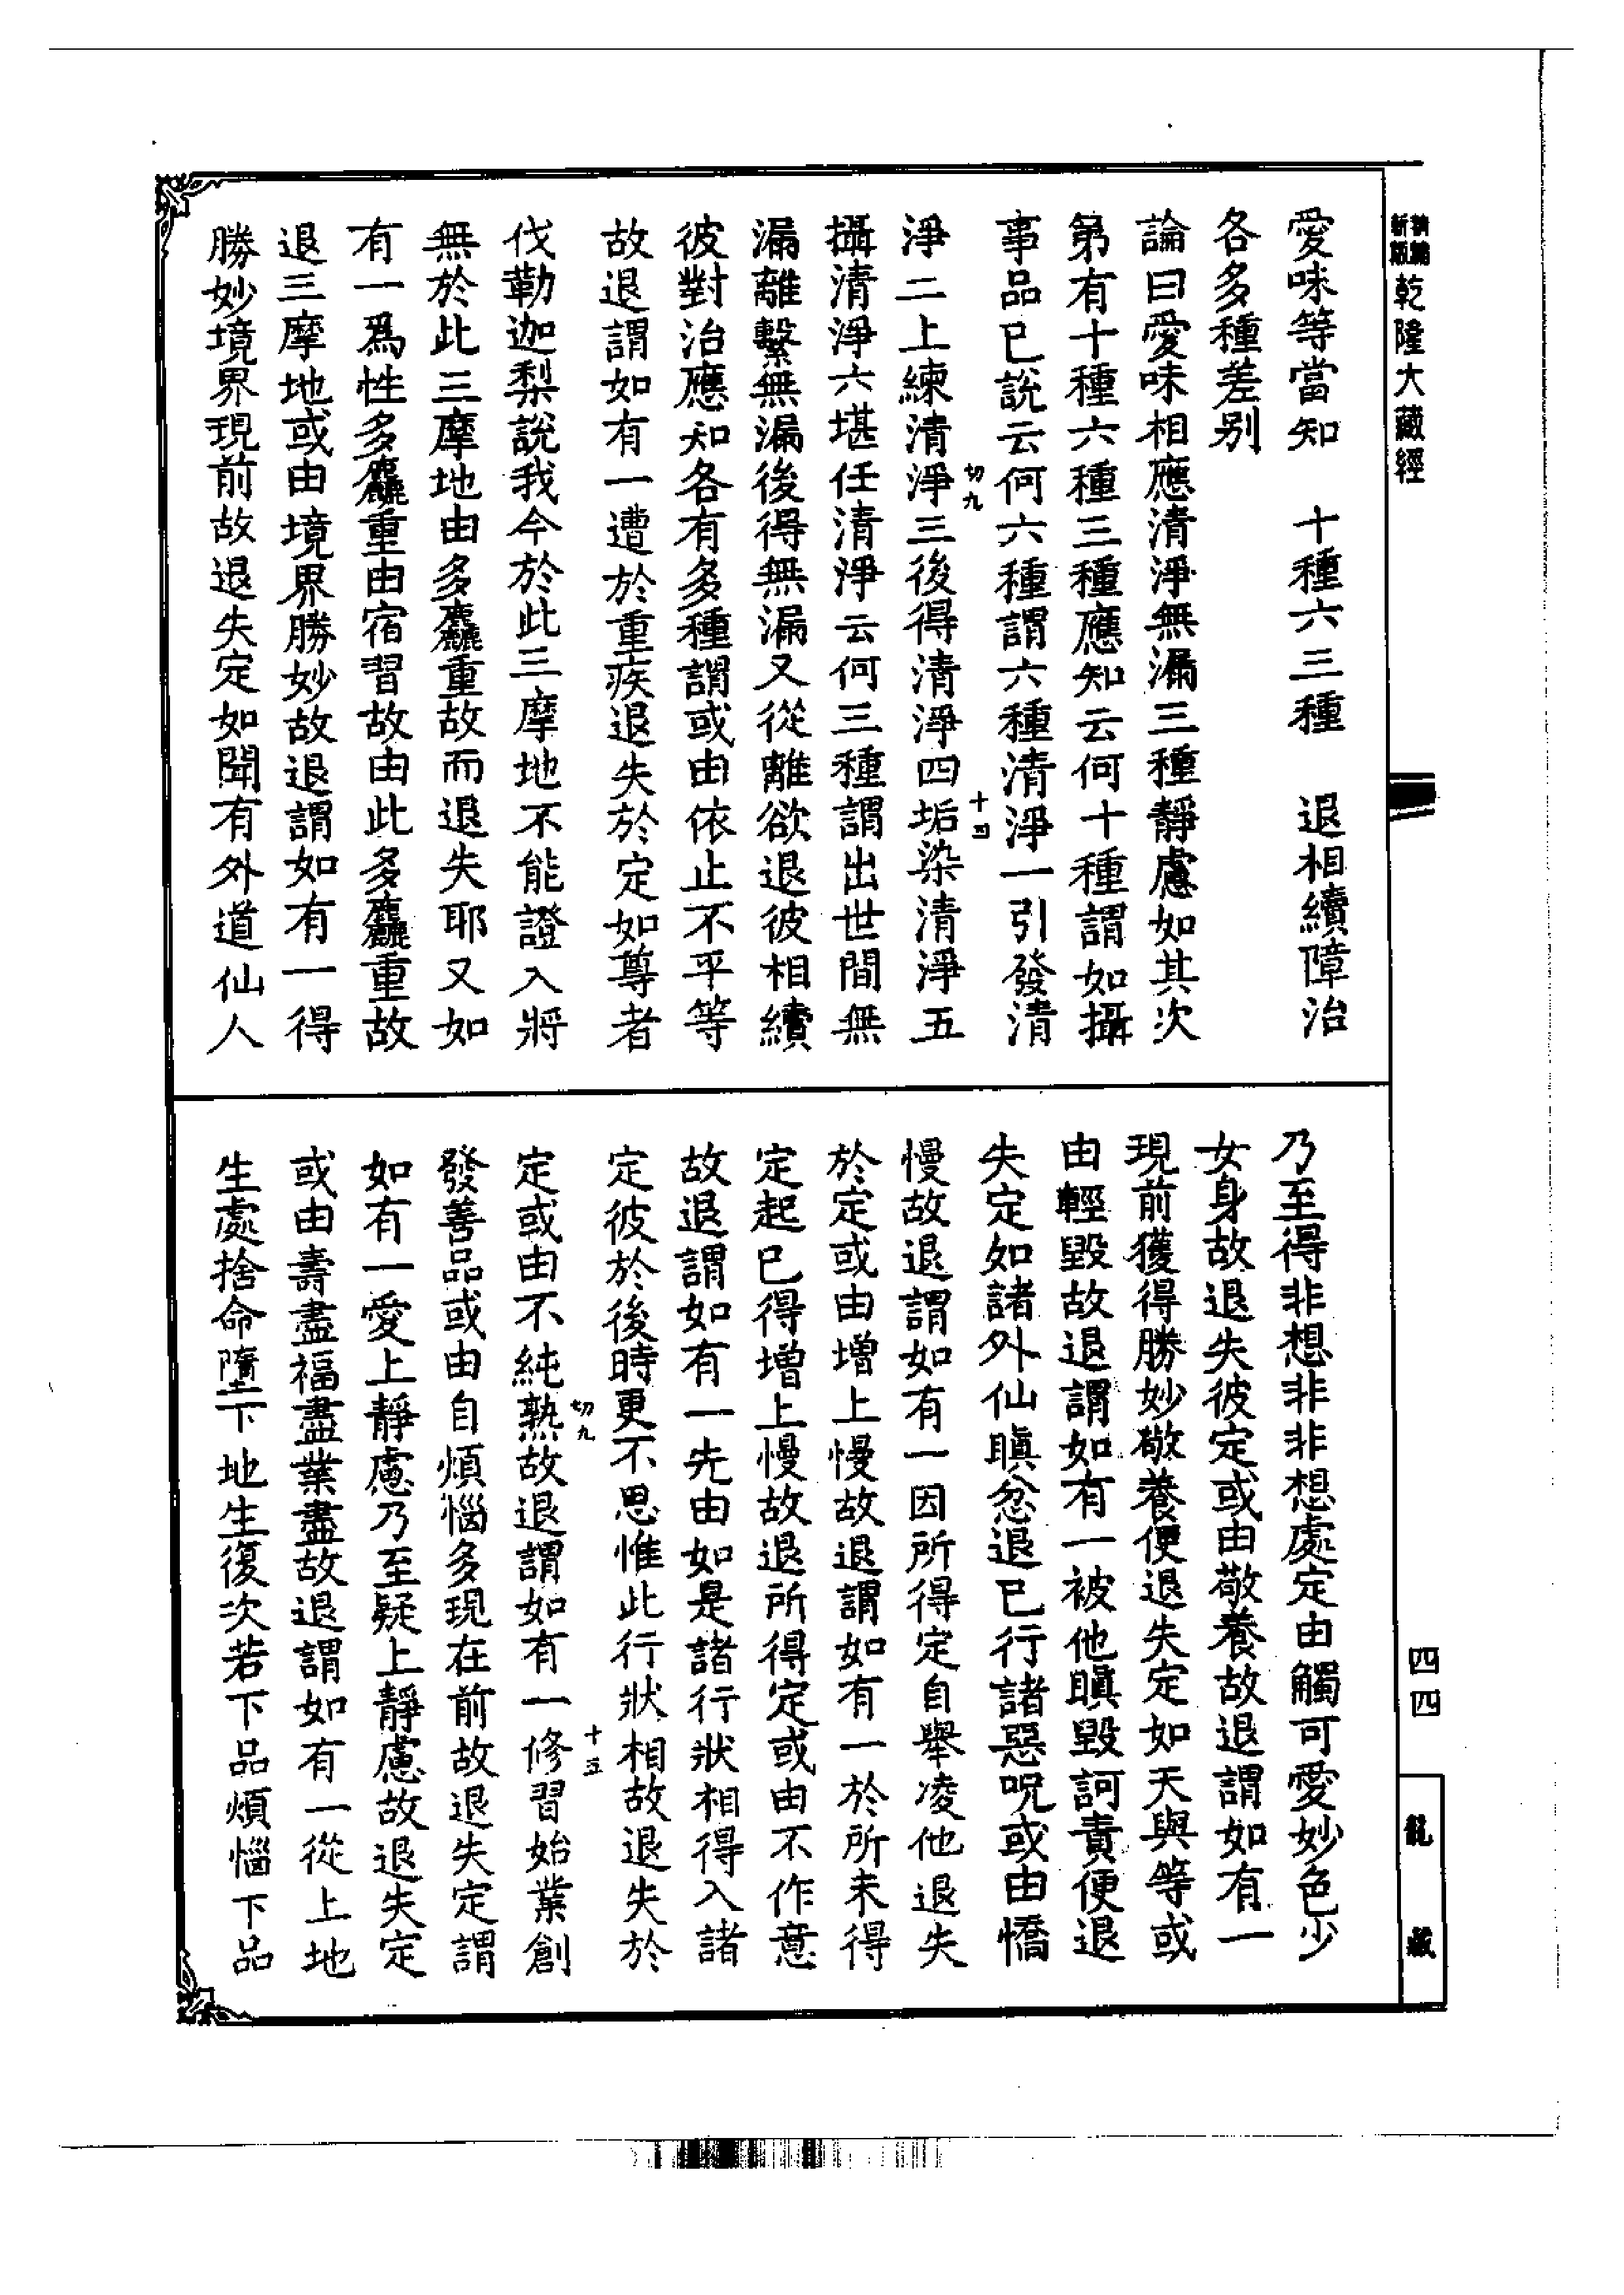 新編
新版
乾隆大藏經
愛味等當知　十種六三種　退相續障治
各多種差別
論曰愛味相應清淨無漏三種靜慮如其次
第有十種六種三種應知云何十種謂如攝
事品已說云何六種謂六種清淨一引發清
切九
十四
淨二上練清淨三後得清淨四垢染清淨五
攝清淨六堪任清淨云何三種謂出世間無
漏離繫無漏後得無漏又從離欲退彼相續
彼對治應知各有多種謂或由依止不平等
故退謂如有一遭於重疾退失於定如尊者
伐勒迦梨說我今於此三摩地不能證入將
無於此三摩地由多麤重故而退失耶又如
有一爲性多麤重由宿習故由此多麤重故
退三摩地或由境界勝妙故退謂如有一得
勝妙境界現前故退失定如聞有外道仙人
乃至得非想非非想處定由觸可愛妙色少
女身故退失彼定或由敬養故退謂如有一
現前獲得勝妙敬養便退失定如天與等或
由輕毀故退謂如有一被他瞋毀訶責便退
失定如諸外仙瞋忿退已行諸惡呪或由憍
慢故退謂如有一因所得定自舉凌他退失
於定或由增上慢故退謂如有一於所未得
定起已得增上慢故退所得定或由不作意
故退謂如有一先由如是諸行狀相得入諸
定彼於後時更不思惟此行狀相故退失於
切九
十五
定或由不純熟故退謂如有一修習始業創
發善品或由自煩惱多現在前故退失定謂
如有一愛上靜慮乃至疑上靜慮故退失定
或由壽盡福盡業盡故退謂如有一從上地
生處捨命墮下地生復次若下品煩惱下品
四四
龍藏